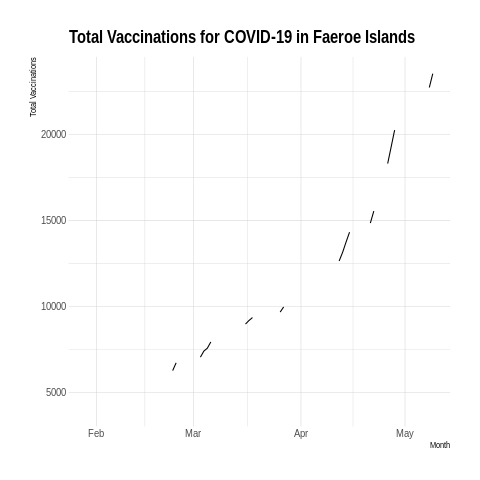 Total Vaccinations for COVID-19 in Faeroe Islands
Total Vaccinations
20000
15000
10000
5000
Feb Mar Apr May
Month